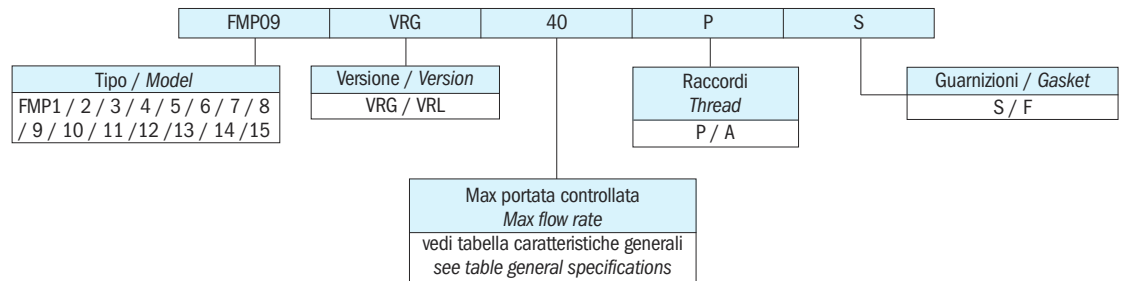 FMP09 VRG 40 P S
Tipo / Model
FMP1 / 2 / 3 / 4 / 5 / 6 / 7 / 8
/ 9 / 10 / 11 /12 /13 / 14 /15
Versione / Version
VRG / VRL
Raccordi
Thread
P / A
Guarnizioni / Gasket
S / F
Max portata controllata
Max flow rate
vedi tabella caratteristiche generali
see table general specifications